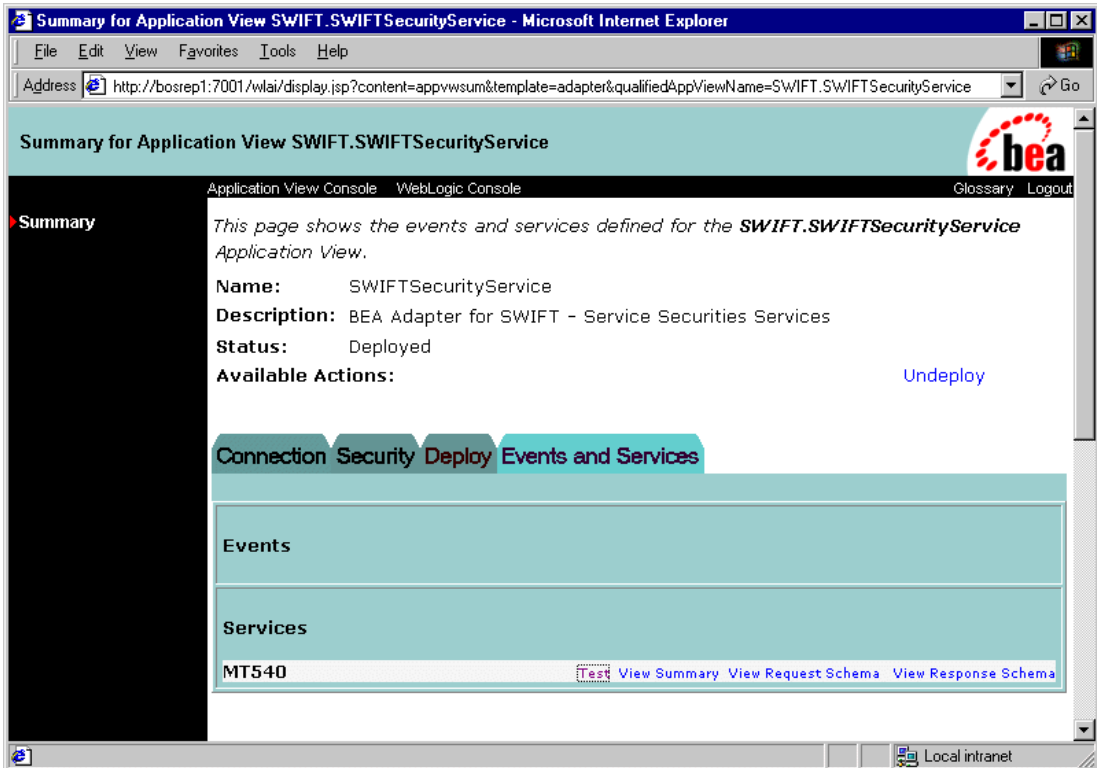 Summary for Application View SWIFT.SWIFTSecurityService - Microsoft Internet Explorer
File Edit View Favorites Tools Help
Address http://bosrep1:7001/wlai/display.jsp?content=appvwsum&template=adapter&qualifiedAppViewName=SWIFT.SWIFTSecurityService Go
Summary for Application View SWIFT.SWIFTSecurityService
bea
Application View Console WebLogic Console Glossary Logout
Summary
This page shows the events and services defined for the SWIFT.SWIFTSecurityService
Application View.
Name: SWIFTSecurityService
Description: BEA Adapter for SWIFT - Service Securities Services
Status: Deployed
Available Actions: Undeploy
Connection Security Deploy Events and Services
Events
Services
MT540 Test View Summary View Request Schema View Response Schema
Local intranet